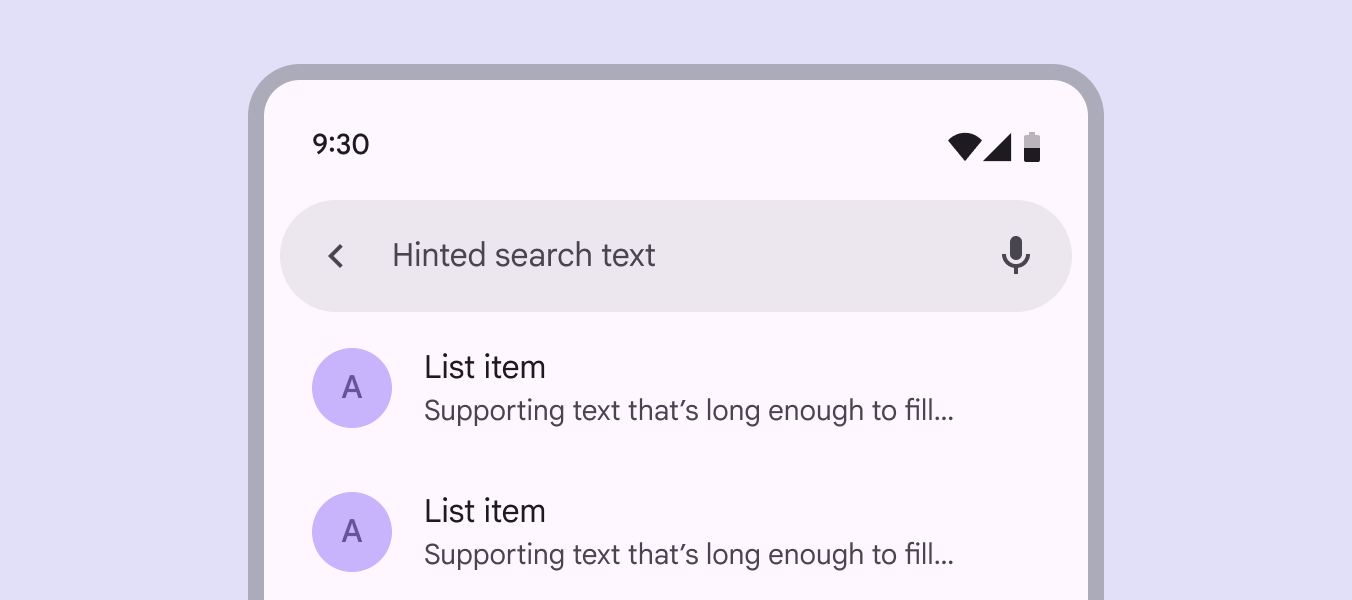 9:30
Hinted search text
A
List item
Supporting text that’s long enough to fill...
A
List item
Supporting text that’s long enough to fill...